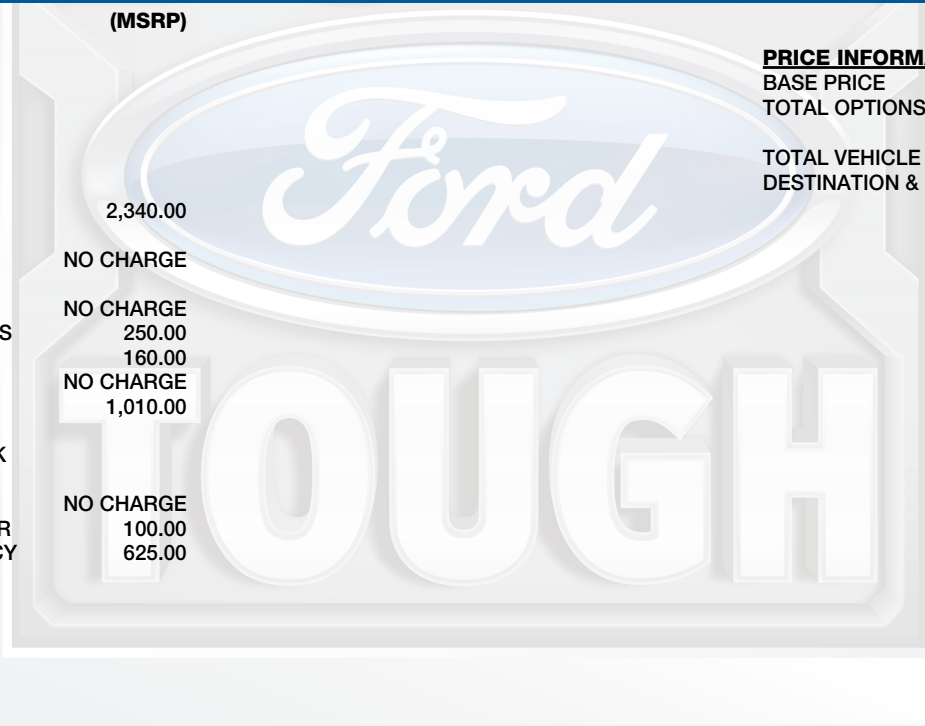 (MSRP)
2,340.00
NO CHARGE
NO CHARGE
S 250.00
160.00
NO CHARGE
1,010.00
K
NO CHARGE
R 100.00
CY 625.00
PRICE INFORMA
BASE PRICE
TOTAL OPTIONS
TOTAL VEHICLE
DESTINATION &
Ford
TOUGH